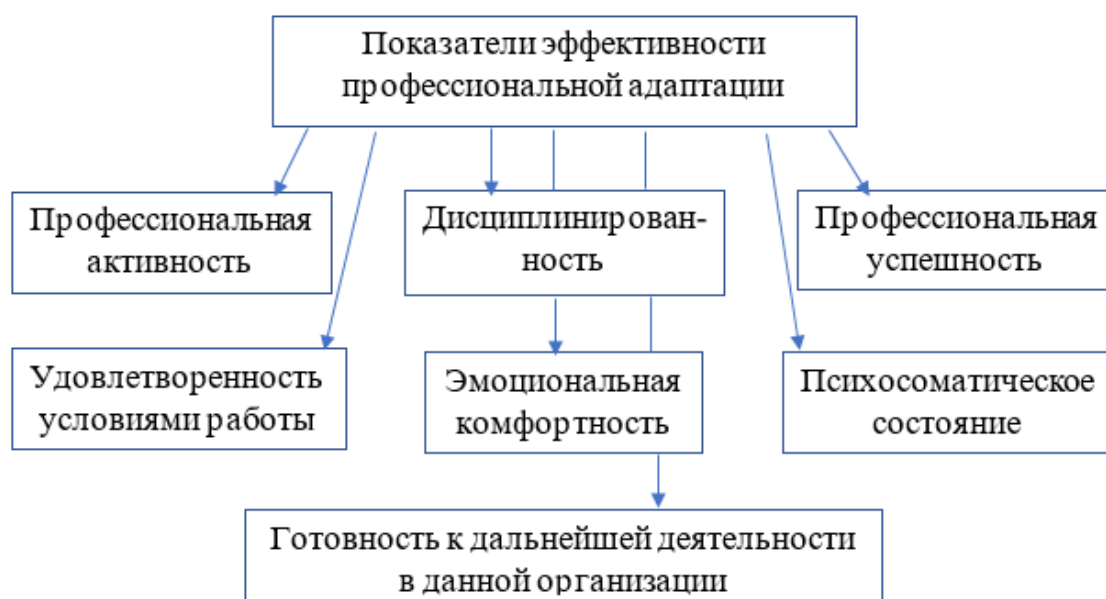 Показатели эффективности
профессиональной адаптации
Профессиональная
активность
Дисциплинирован-
ность
Профессиональная
успешность
Удовлетворенность
условиями работы
Эмоциональная
комфортность
Психосоматическое
состояние
Готовность к дальнейшей деятельности
в данной организации